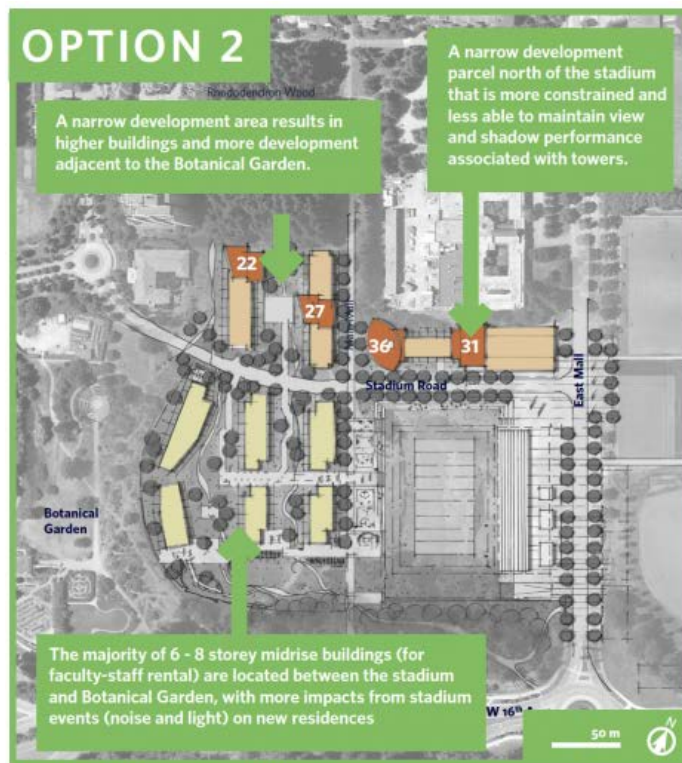 OPTION 2
Rhododendron Wood
A narrow development area results in
higher buildings and more development
adjacent to the Botanical Garden.
A narrow development
parcel north of the stadium
that is more constrained and
less able to maintain view
and shadow performance
associated with towers.
22
27
36
31
Main Mall
Stadium Road
East Mall
Botanical
Garden
The majority of 6 - 8 storey midrise buildings (for
faculty-staff rental) are located between the stadium
and Botanical Garden, with more impacts from stadium
events (noise and light) on new residences
W 16th
50 m
N